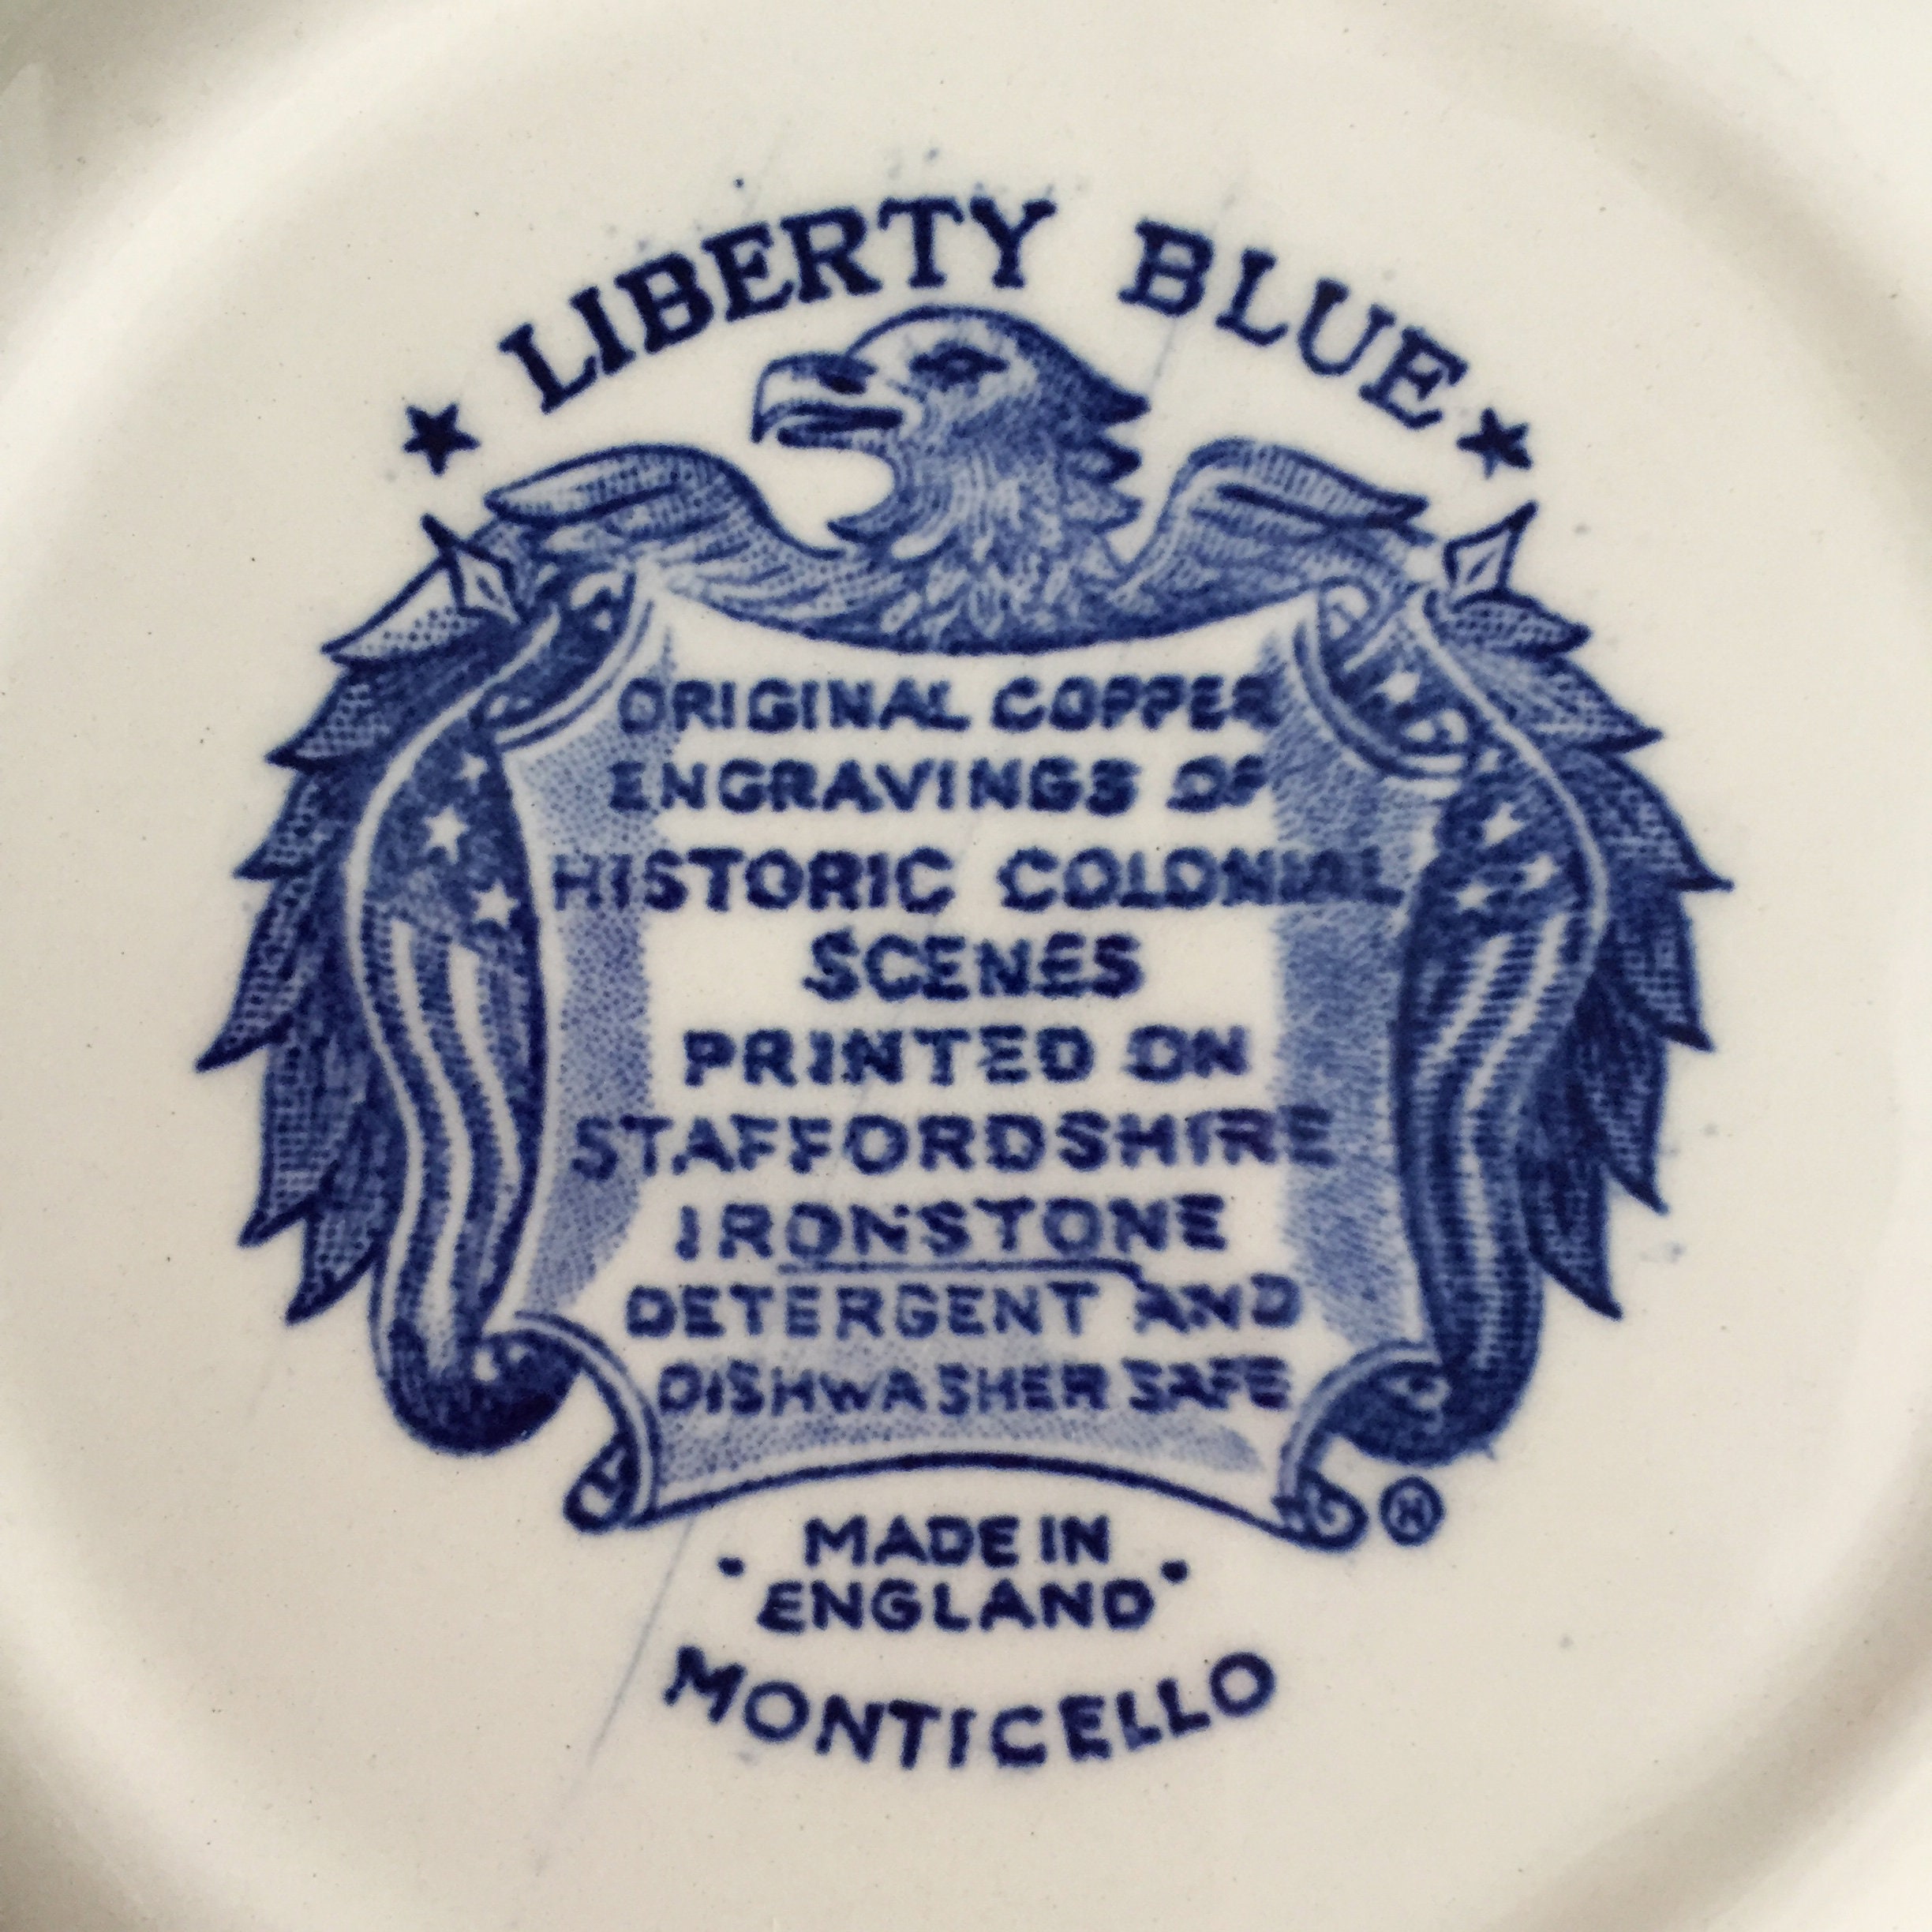 ★ LIBERTY BLUE ★
ORIGINAL COPPER
ENGRAVINGS OF
HISTORIC COLONIAL
SCENES
PRINTED ON
STAFFORDSHIRE
IRONSTONE
DETERGENT AND
DISHWASHER SAFE
®
· MADE IN
ENGLAND ·
MONTICELLO